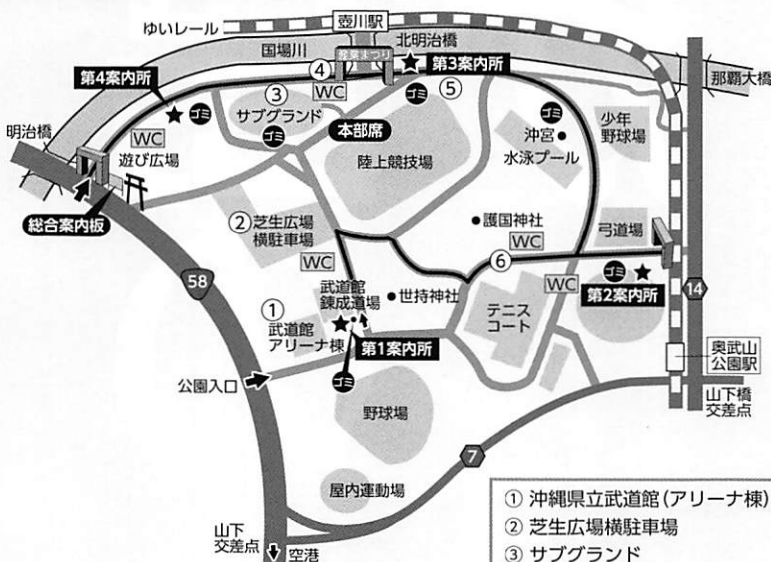 ゆいレール
壺川駅
国場川
産業まつり
北明治橋
第3案内所
那覇大橋
第4案内所
④
WC
⑤
③
サブグランド
ゴミ
ゴミ
ゴミ
ゴミ
明治橋
WC
遊び広場
本部席
陸上競技場
沖宮
水泳プール
少年
野球場
総合案内板
②
芝生広場
横駐車場
護国神社
弓道場
WC
WC
⑥
58
14
武道館
錬成道場
世持神社
WC
ゴミ
第2案内所
①
武道館
アリーナ棟
第1案内所
テニス
コート
公園入口
ゴミ
奥武山
公園駅
野球場
山下橋
交差点
7
屋内運動場
山下
交差点
空港
① 沖縄県立武道館(アリーナ棟)
② 芝生広場横駐車場
③ サブグランド